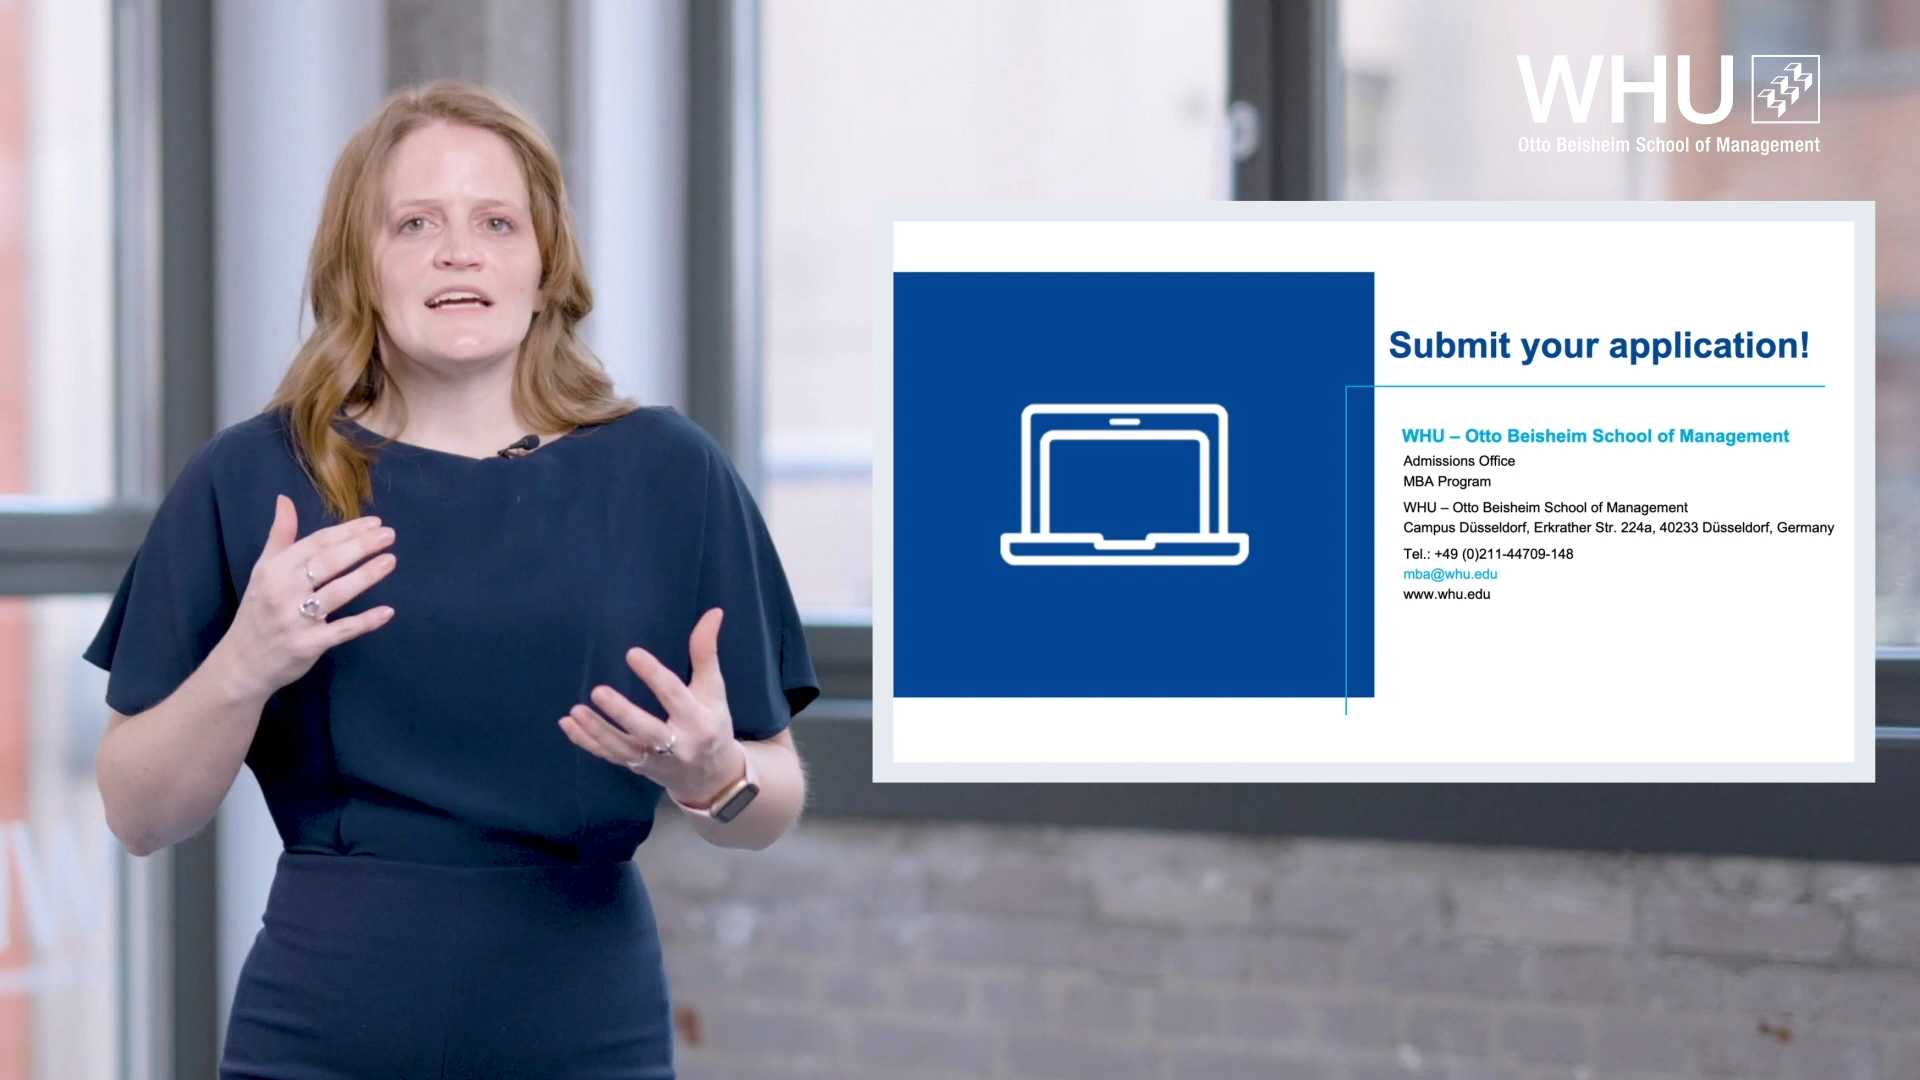 WHU
Otto Beisheim School of Management
Submit your application!
WHU – Otto Beisheim School of Management
Admissions Office
MBA Program
WHU – Otto Beisheim School of Management
Campus Düsseldorf, Erkrather Str. 224a, 40233 Düsseldorf, Germany
Tel.: +49 (0)211-44709-148
mba@whu.edu
www.whu.edu